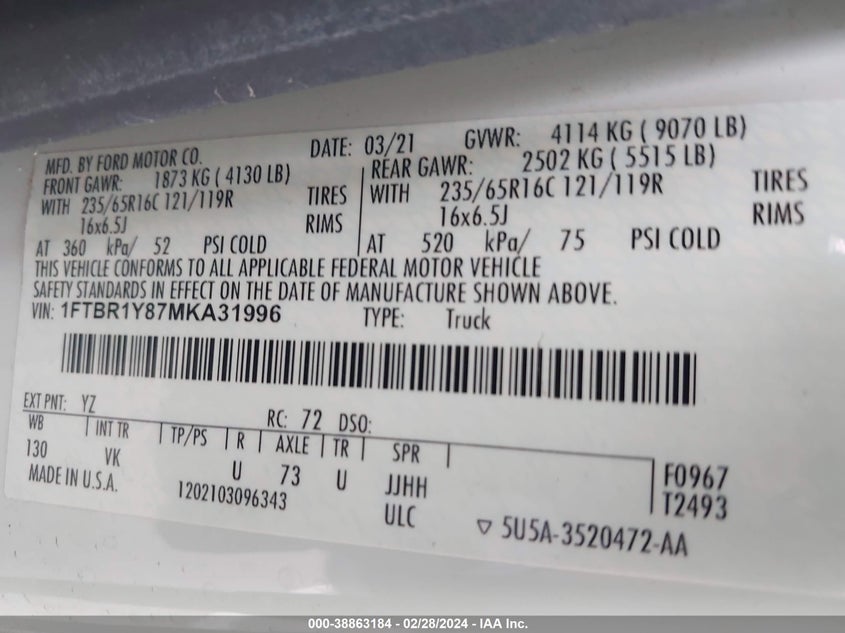 MFD. BY FORD MOTOR CO. DATE: 03/21 GVWR: 4114 KG ( 9070 LB)
FRONT GAWR: 1873 KG ( 4130 LB) REAR GAWR: 2502 KG ( 5515 LB)
WITH 235/65R16C 121/119R TIRES WITH 235/65R16C 121/119R TIRES
16x6.5J RIMS 16x6.5J RIMS
AT 360 kPa/ 52 PSI COLD AT 520 kPa/ 75 PSI COLD
THIS VEHICLE CONFORMS TO ALL APPLICABLE FEDERAL MOTOR VEHICLE
SAFETY STANDARDS IN EFFECT ON THE DATE OF MANUFACTURE SHOWN ABOVE.
VIN: 1FTBR1Y87MKA31996 TYPE: Truck
EXT PNT: YZ RC: 72 DSO:
WB INT TR TP/PS R AXLE TR SPR
130 VK U 73 U JJHH F0967
MADE IN U.S.A. 1202103096343 ULC T2493
▽ 5U5A-3520472-AA
000-38863184 - 02/28/2024 - IAA Inc.